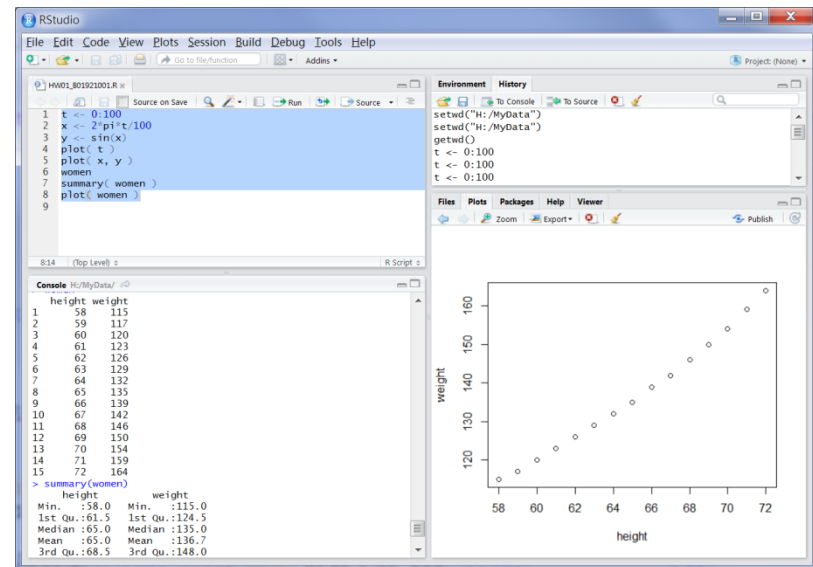 RStudio
File Edit Code View Plots Session Build Debug Tools Help
Go to file/function Addins Project: (None)
HW01_801921001.R
Source on Save Run Source
1 t <- 0:100
2 x <- 2*pi*t/100
3 y <- sin(x)
4 plot( t )
5 plot( x, y )
6 women
7 summary( women )
8 plot( women )
9
8:14 (Top Level) R Script
Console H:/MyData/
height weight
1 58 115
2 59 117
3 60 120
4 61 123
5 62 126
6 63 129
7 64 132
8 65 135
9 66 139
10 67 142
11 68 146
12 69 150
13 70 154
14 71 159
15 72 164
> summary(women)
height weight
Min. :58.0 Min. :115.0
1st Qu.:61.5 1st Qu.:124.5
Median :65.0 Median :135.0
Mean :65.0 Mean :136.7
3rd Qu.:68.5 3rd Qu.:148.0
Environment History
To Console To Source
setwd("H:/MyData")
setwd("H:/MyData")
getwd()
t <- 0:100
t <- 0:100
t <- 0:100
Files Plots Packages Help Viewer
Zoom Export Publish
weight
160
150
140
130
120
58 60 62 64 66 68 70 72
height